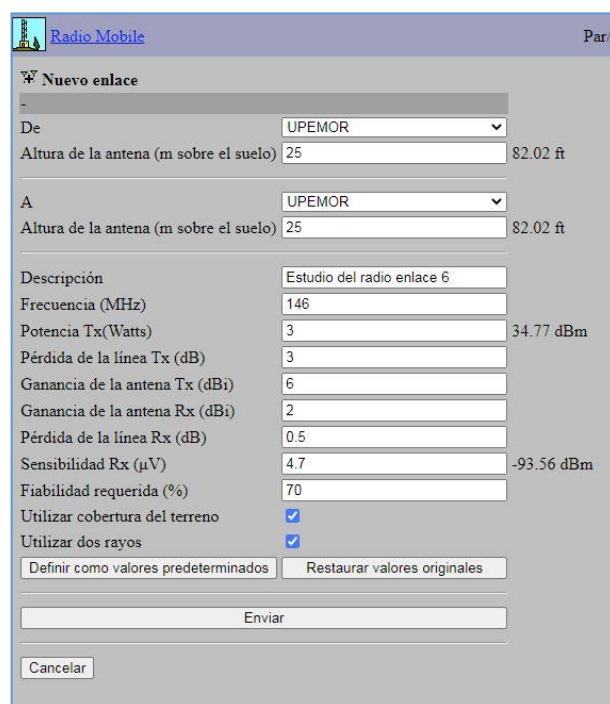 Radio Mobile Par
Nuevo enlace
-
De UPEMOR
Altura de la antena (m sobre el suelo) 25 82.02 ft
A UPEMOR
Altura de la antena (m sobre el suelo) 25 82.02 ft
Descripción Estudio del radio enlace 6
Frecuencia (MHz) 146
Potencia Tx(Watts) 3 34.77 dBm
Pérdida de la línea Tx (dB) 3
Ganancia de la antena Tx (dBi) 6
Ganancia de la antena Rx (dBi) 2
Pérdida de la línea Rx (dB) 0.5
Sensibilidad Rx (µV) 4.7 -93.56 dBm
Fiabilidad requerida (%) 70
Utilizar cobertura del terreno
Utilizar dos rayos
Definir como valores predeterminados Restaurar valores originales
Enviar
Cancelar